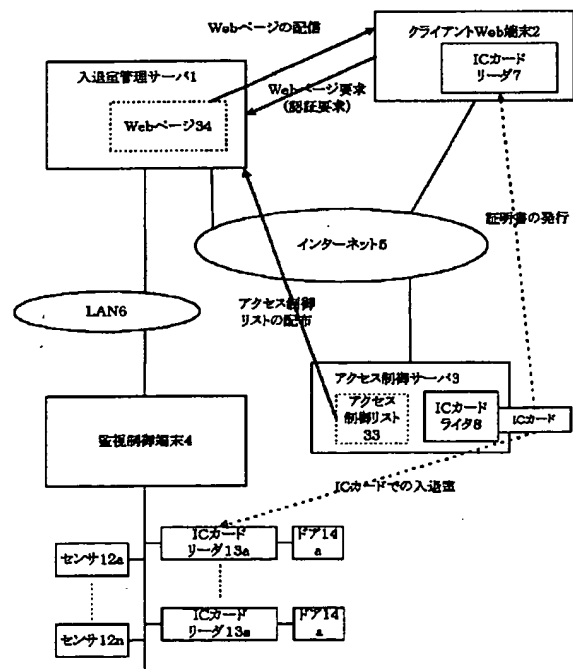 Webページの配信
クライアントWeb端末2
ICカード
リーダ7
入退室管理サーバ1
Webページ34
Webページ要求
(認証要求)
証明書の発行
インターネット5
LAN6
アクセス制御
リストの配布
アクセス制御サーバ3
アクセス
制御リスト
33
ICカード
ライタ8
ICカード
監視制御端末4
ICカードでの入退室
センサ12a
ICカード
リーダ13a
ドア14
a
センサ12n
ICカード
リーダ13a
ドア14
a